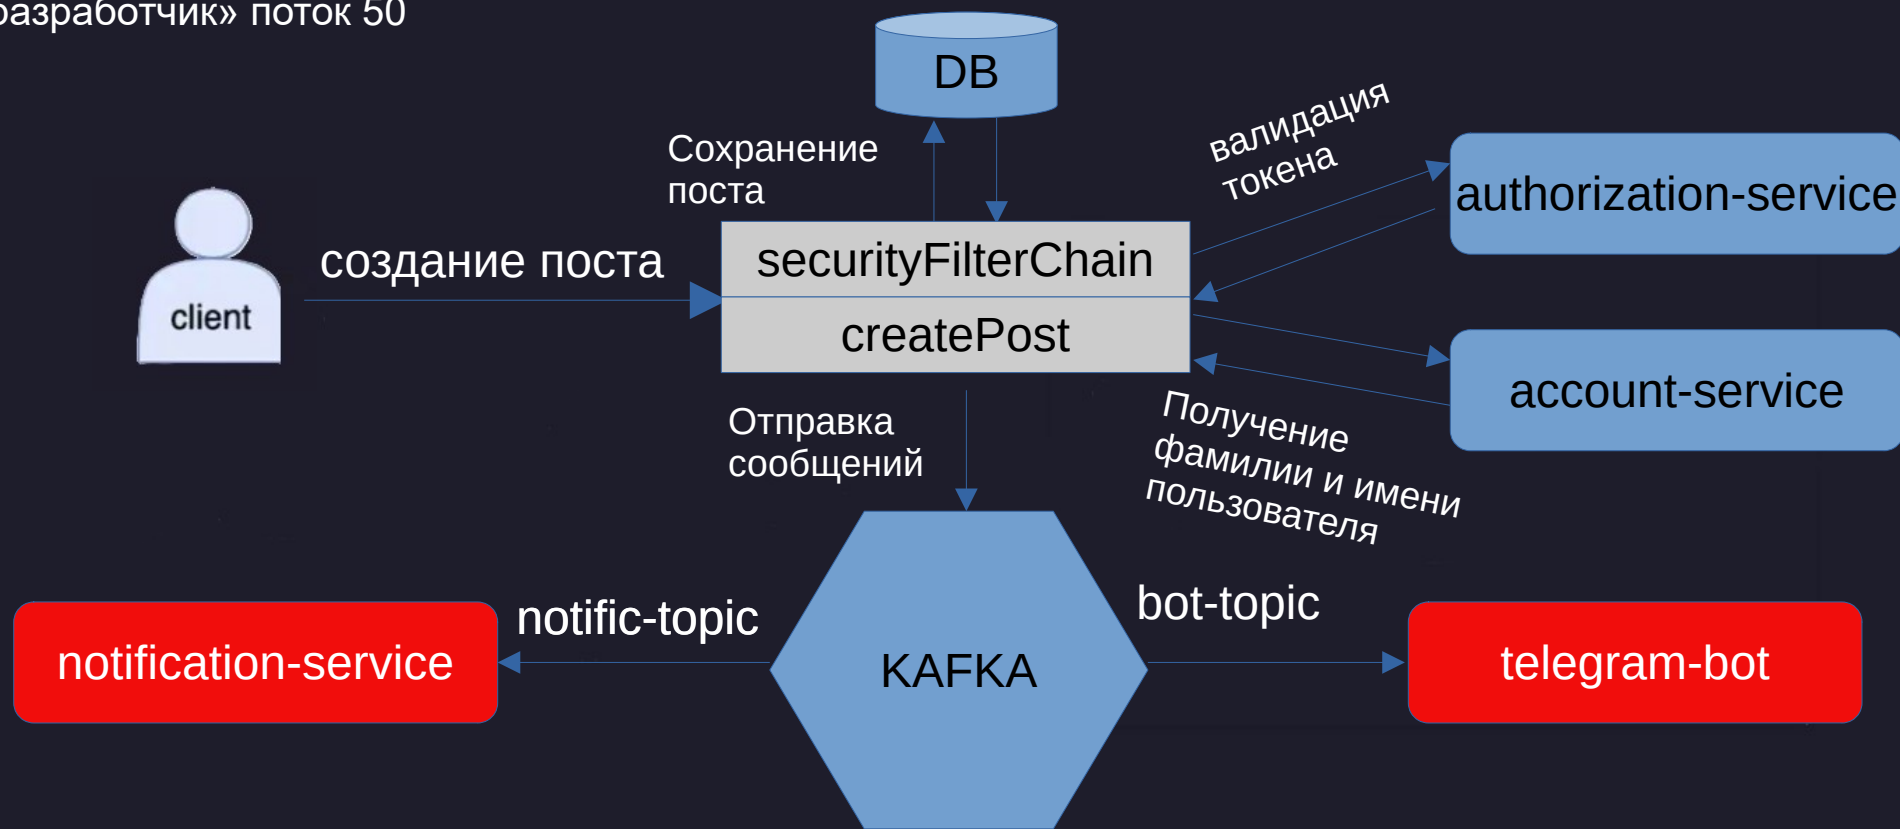 разработчик» поток 50
DB
Сохранение
поста
валидация
токена
authorization-service
создание поста
securityFilterChain
client
createPost
account-service
Отправка
сообщений
Получение
фамилии и имени
пользователя
notific-topic
bot-topic
notification-service
KAFKA
telegram-bot